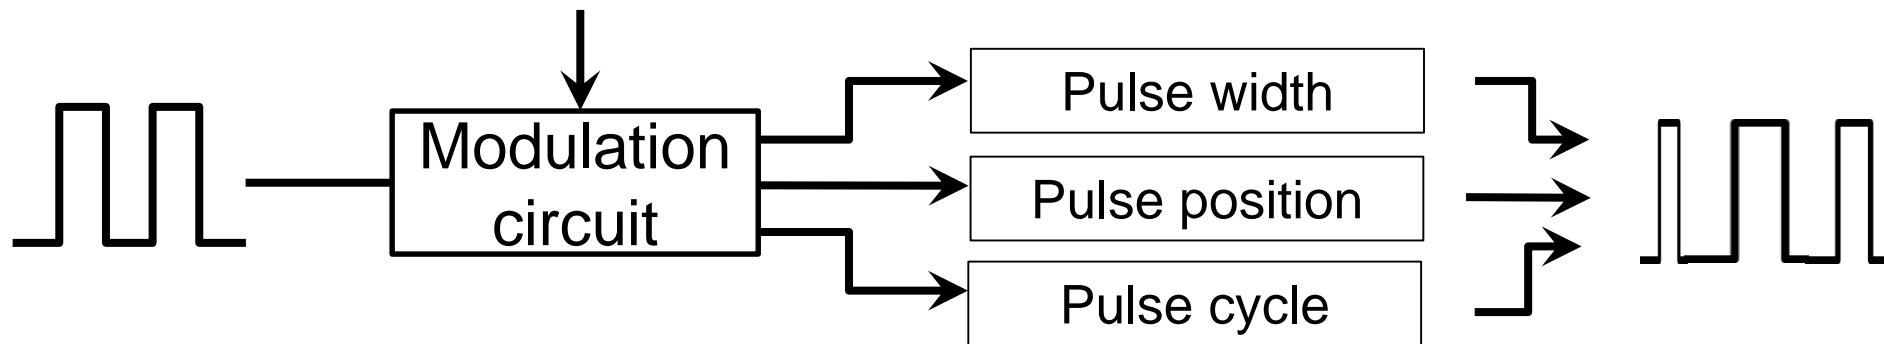 Modulation
circuit
Pulse width
Pulse position
Pulse cycle